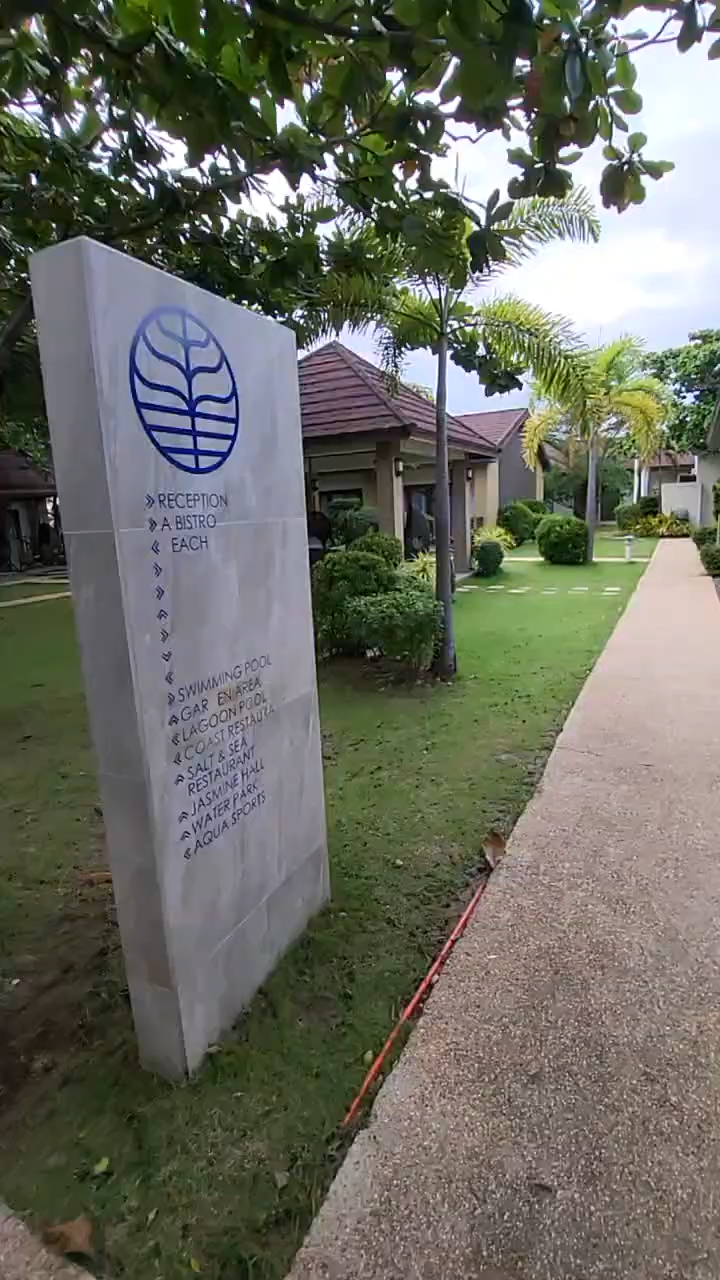 » RECEPTION
» A BISTRO
« EACH
SWIMMING POOL
GAR EN AREA
« LAGOON POOL
« COAST RESTAURA
SALT & SEA
RESTAURANT
JASMINE HALL
WATER PARK
« AQUA SPORTS